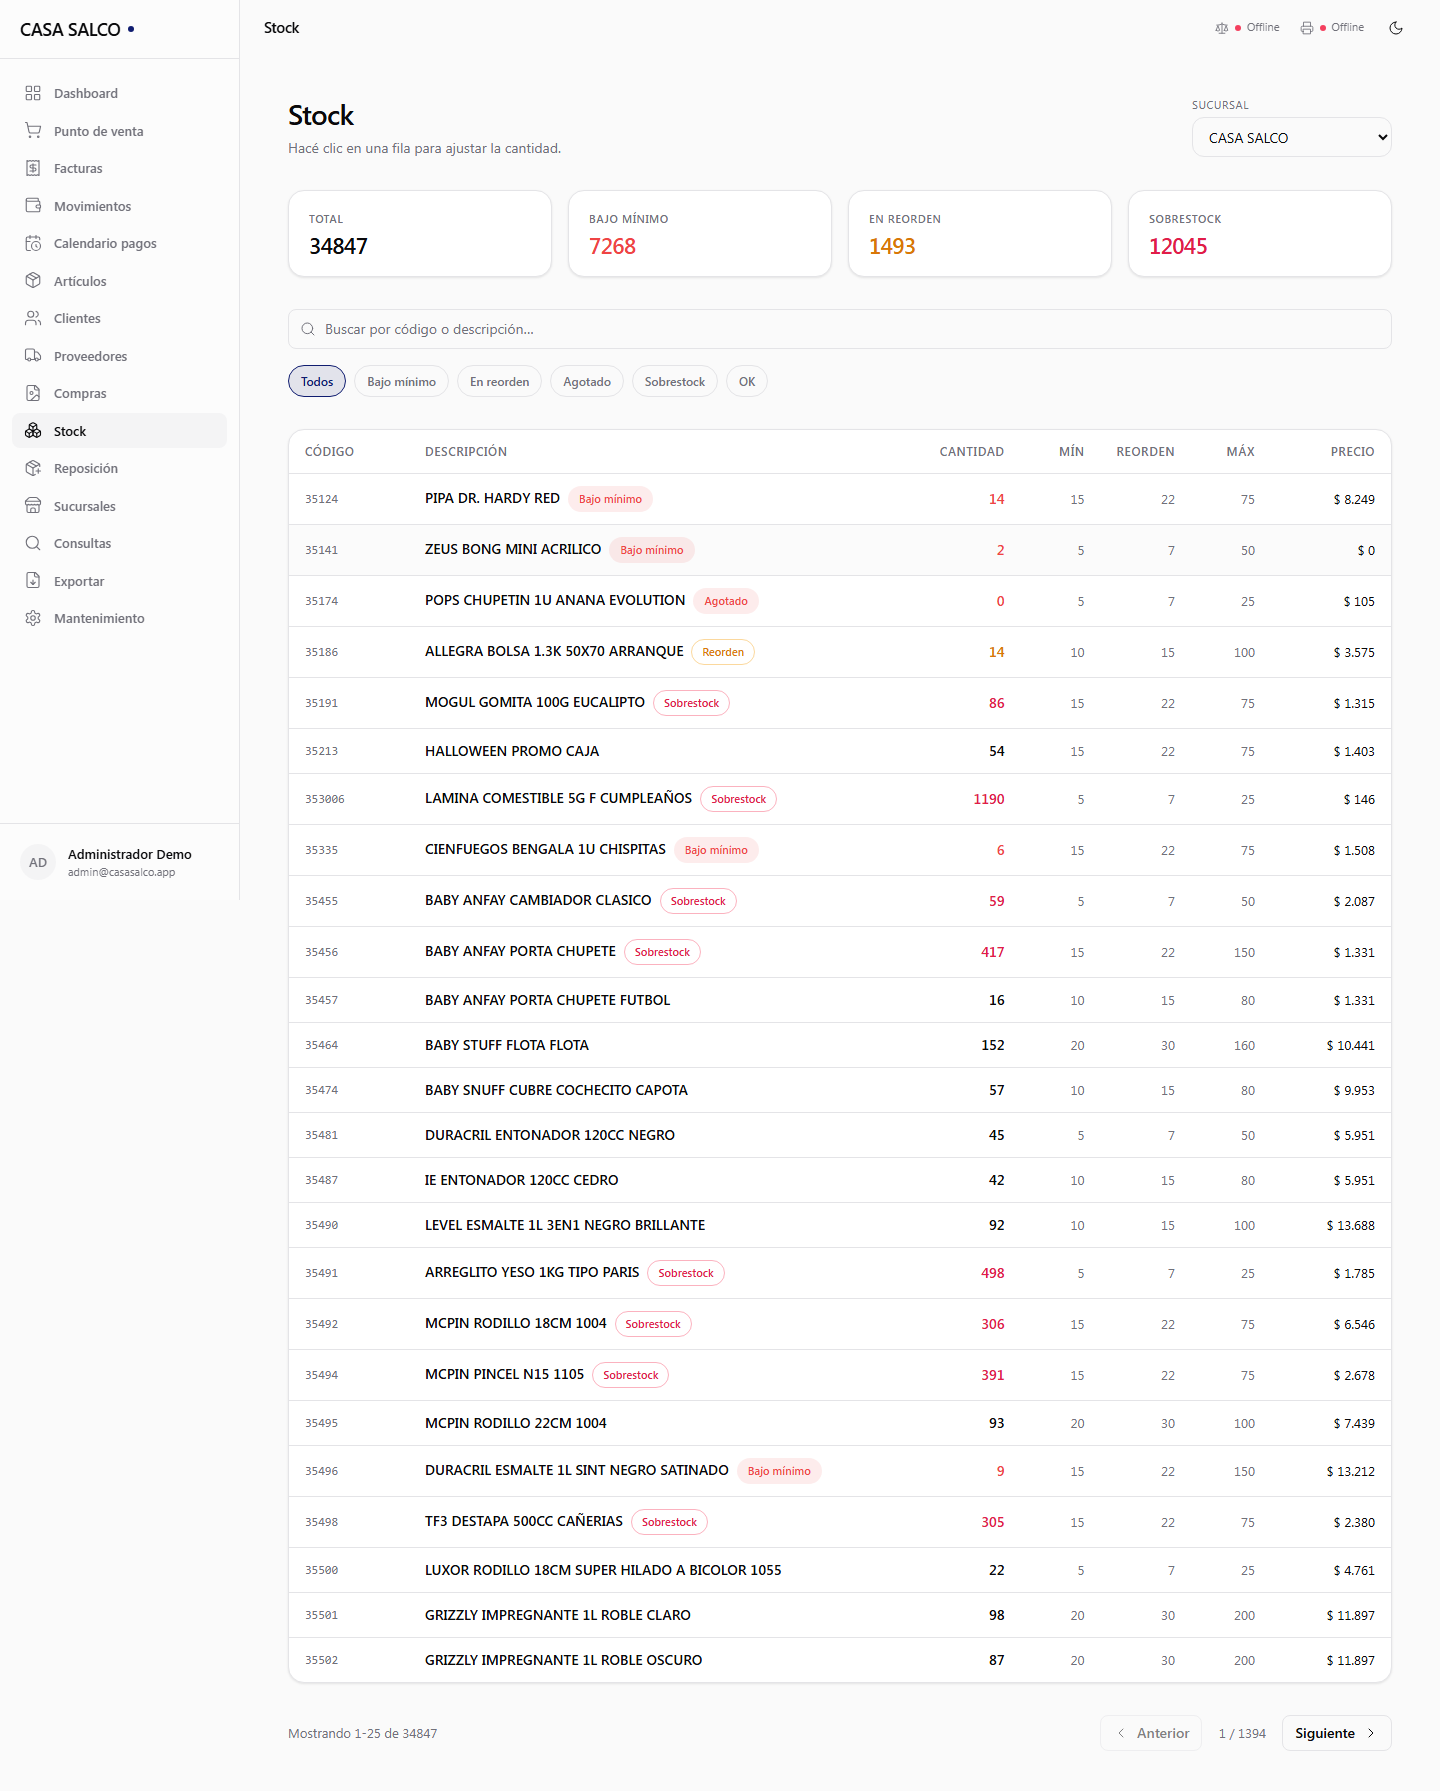 CASA SALCO
Stock
Offline
Offline
Dashboard
Punto de venta
Facturas
Movimientos
Calendario pagos
Artículos
Clientes
Proveedores
Compras
Stock
Reposición
Sucursales
Consultas
Exportar
Mantenimiento
AD
Administrador Demo
admin@casasalco.app
Stock
Hacé clic en una fila para ajustar la cantidad.
SUCURSAL
CASA SALCO
TOTAL
34847
BAJO MÍNIMO
7268
EN REORDEN
1493
SOBRESTOCK
12045
Buscar por código o descripción...
Todos Bajo mínimo En reorden Agotado Sobrestock OK
CÓDIGO DESCRIPCIÓN CANTIDAD MÍN REORDEN MÁX PRECIO
35124 PIPA DR. HARDY RED Bajo mínimo 14 15 22 75 $ 8.249
35141 ZEUS BONG MINI ACRILICO Bajo mínimo 2 5 7 50 $ 0
35174 POPS CHUPETIN 1U ANANA EVOLUTION Agotado 0 5 7 25 $ 105
35186 ALLEGRA BOLSA 1.3K 50X70 ARRANQUE Reorden 14 10 15 100 $ 3.575
35191 MOGUL GOMITA 100G EUCALIPTO Sobrestock 86 15 22 75 $ 1.315
35213 HALLOWEEN PROMO CAJA 54 15 22 75 $ 1.403
353006 LAMINA COMESTIBLE 5G F CUMPLEAÑOS Sobrestock 1190 5 7 25 $ 146
35335 CIENFUEGOS BENGALA 1U CHISPITAS Bajo mínimo 6 15 22 75 $ 1.508
35455 BABY ANFAY CAMBIADOR CLASICO Sobrestock 59 5 7 50 $ 2.087
35456 BABY ANFAY PORTA CHUPETE Sobrestock 417 15 22 150 $ 1.331
35457 BABY ANFAY PORTA CHUPETE FUTBOL 16 10 15 80 $ 1.331
35464 BABY STUFF FLOTA FLOTA 152 20 30 160 $ 10.441
35474 BABY SNUFF CUBRE COCHECITO CAPOTA 57 10 15 80 $ 9.953
35481 DURACRIL ENTONADOR 120CC NEGRO 45 5 7 50 $ 5.951
35487 IE ENTONADOR 120CC CEDRO 42 10 15 80 $ 5.951
35490 LEVEL ESMALTE 1L 3EN1 NEGRO BRILLANTE 92 10 15 100 $ 13.688
35491 ARREGLITO YESO 1KG TIPO PARIS Sobrestock 498 5 7 25 $ 1.785
35492 MCPIN RODILLO 18CM 1004 Sobrestock 306 15 22 75 $ 6.546
35494 MCPIN PINCEL N15 1105 Sobrestock 391 15 22 75 $ 2.678
35495 MCPIN RODILLO 22CM 1004 93 20 30 100 $ 7.439
35496 DURACRIL ESMALTE 1L SINT NEGRO SATINADO Bajo mínimo 9 15 22 150 $ 13.212
35498 TF3 DESTAPA 500CC CAÑERIAS Sobrestock 305 15 22 75 $ 2.380
35500 LUXOR RODILLO 18CM SUPER HILADO A BICOLOR 1055 22 5 7 25 $ 4.761
35501 GRIZZLY IMPREGNANTE 1L ROBLE CLARO 98 20 30 200 $ 11.897
35502 GRIZZLY IMPREGNANTE 1L ROBLE OSCURO 87 20 30 200 $ 11.897
Mostrando 1-25 de 34847
Anterior 1 / 1394 Siguiente